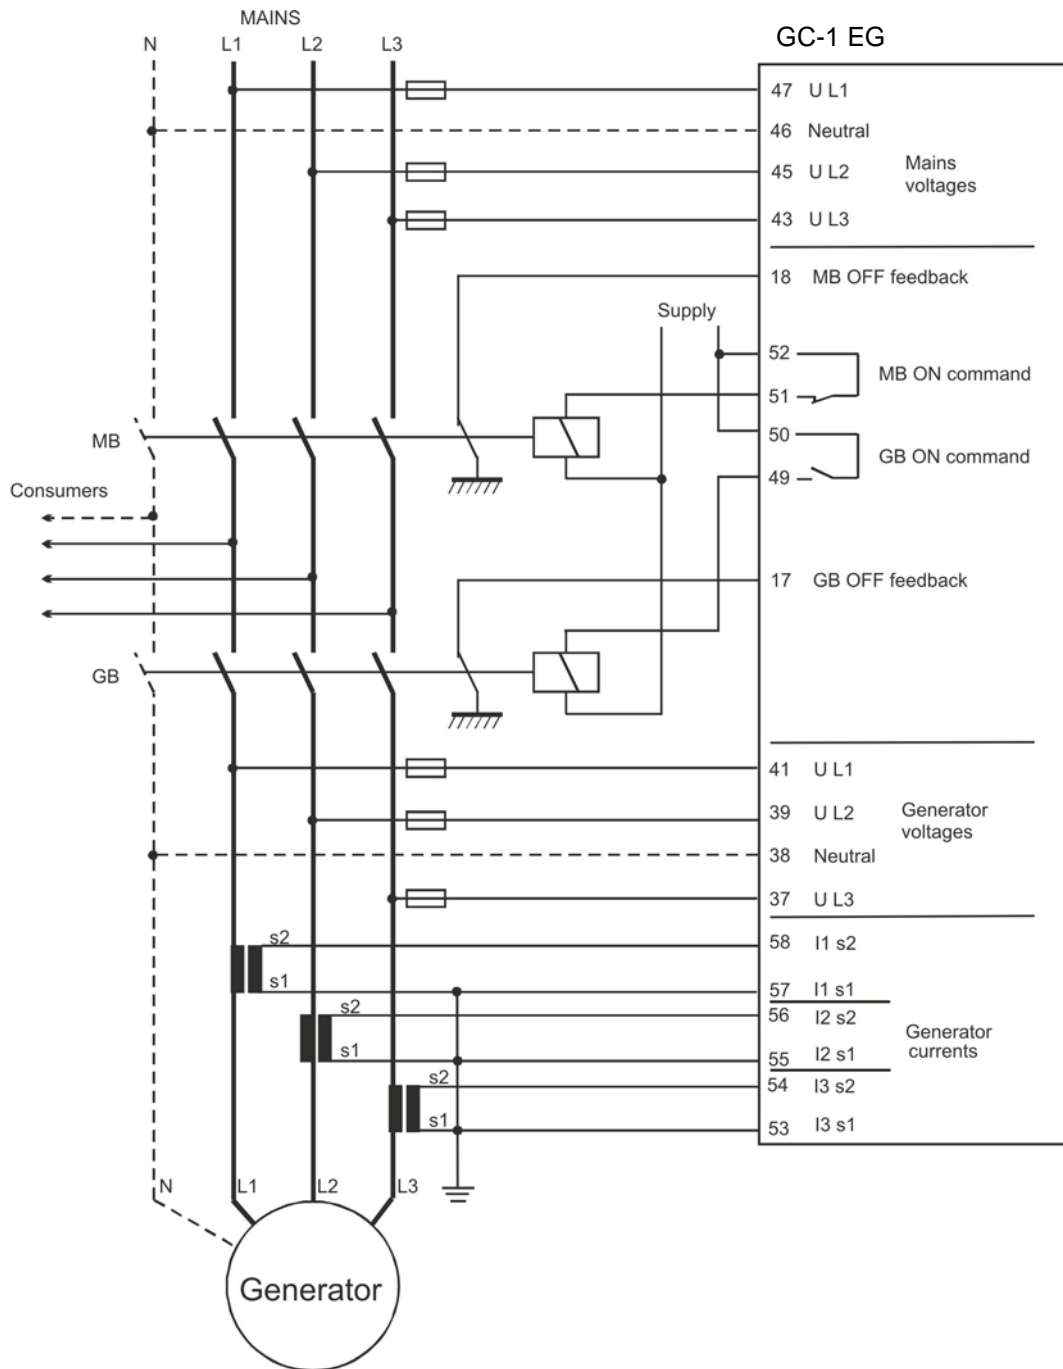 MAINS
N L1 L2 L3
GC-1 EG
47 U L1
46 Neutral
45 U L2
Mains
voltages
43 U L3
18 MB OFF feedback
Supply
52
MB ON command
51
50
GB ON command
49
MB
Consumers
17 GB OFF feedback
GB
41 U L1
39 U L2
Generator
voltages
38 Neutral
37 U L3
s2
58 I1 s2
s1
57 I1 s1
s2
56 I2 s2
Generator
currents
s1
55 I2 s1
s2
54 I3 s2
s1
53 I3 s1
N L1 L2 L3
Generator